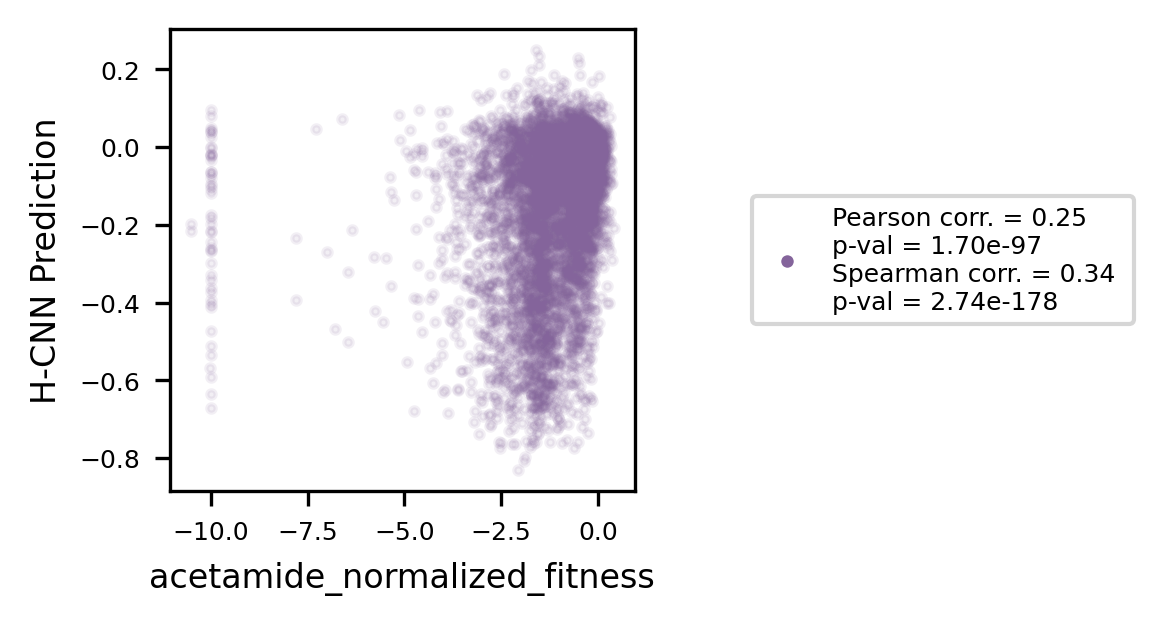 H-CNN Prediction
0.2
0.0
−0.2
−0.4
−0.6
−0.8
−10.0 −7.5 −5.0 −2.5 0.0
acetamide_normalized_fitness
Pearson corr. = 0.25
p-val = 1.70e-97
Spearman corr. = 0.34
p-val = 2.74e-178